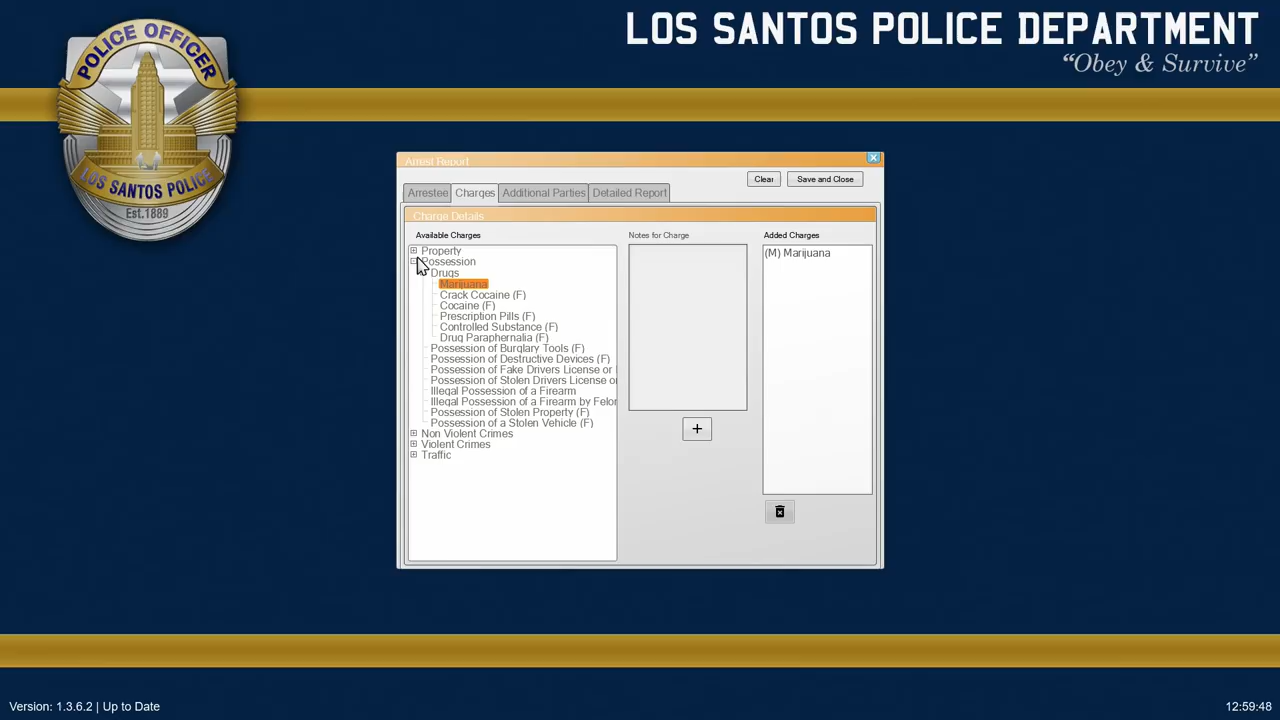 LOS SANTOS POLICE DEPARTMENT
“Obey & Survive”
POLICE OFFICER
LOS SANTOS POLICE
Est.1889
Arrest Report
Clear
Save and Close
Arrestee
Charges
Additional Parties
Detailed Report
Charge Details
Available Charges
Notes for Charge
Added Charges
Property
Possession
Drugs
Marijuana
Crack Cocaine (F)
Cocaine (F)
Prescription Pills (F)
Controlled Substance (F)
Drug Paraphernalia (F)
Possession of Burglary Tools (F)
Possession of Destructive Devices (F)
Possession of Fake Drivers License or
Possession of Stolen Drivers License or
Illegal Possession of a Firearm
Illegal Possession of a Firearm by Felon
Possession of Stolen Property (F)
Possession of a Stolen Vehicle (F)
Non Violent Crimes
Violent Crimes
Traffic
(M) Marijuana
+
Version: 1.3.6.2 | Up to Date
12:59:48